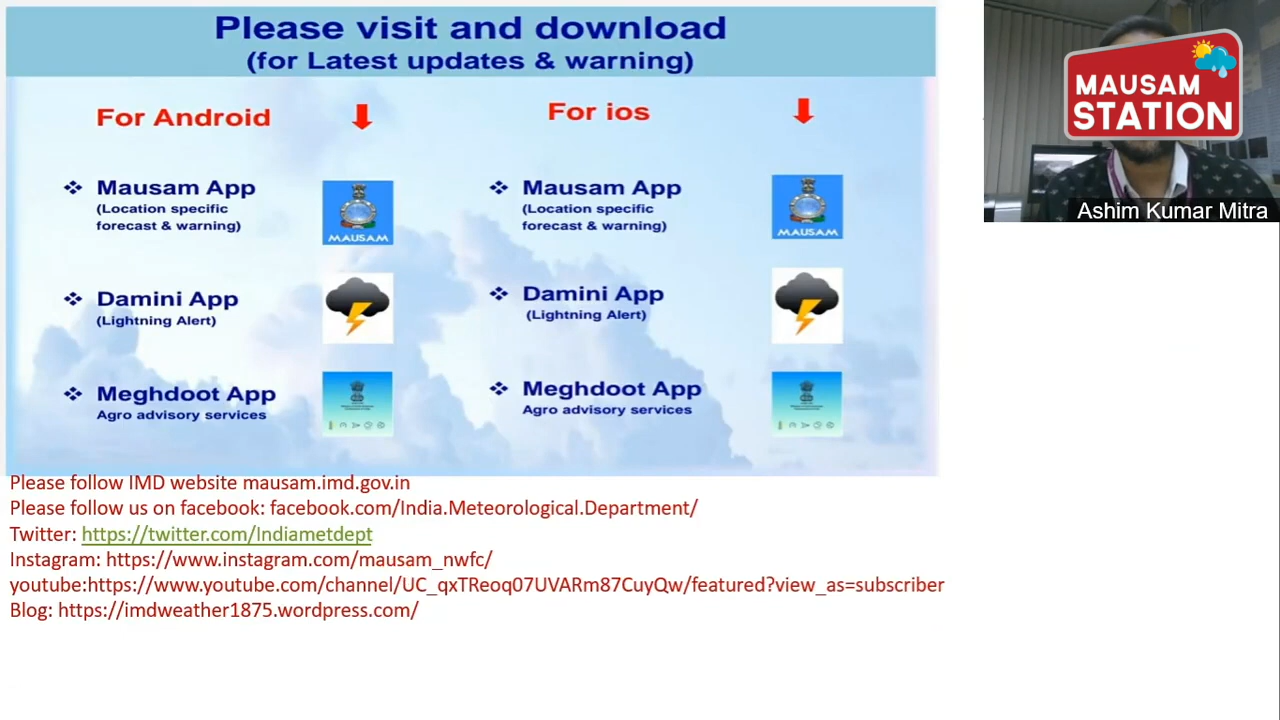 Please visit and download
(for Latest updates & warning)
For Android
For ios
Mausam App
(Location specific
forecast & warning)
MAUSAM
Mausam App
(Location specific
forecast & warning)
MAUSAM
Damini App
(Lightning Alert)
Damini App
(Lightning Alert)
Meghdoot App
Agro advisory services
Meghdoot App
Agro advisory services
Please follow IMD website mausam.imd.gov.in
Please follow us on facebook: facebook.com/India.Meteorological.Department/
Twitter: https://twitter.com/Indiametdept
Instagram: https://www.instagram.com/mausam_nwfc/
youtube:https://www.youtube.com/channel/UC_qxTReoq07UVARm87CuyQw/featured?view_as=subscriber
Blog: https://imdweather1875.wordpress.com/
MAUSAM
STATION
Ashim Kumar Mitra